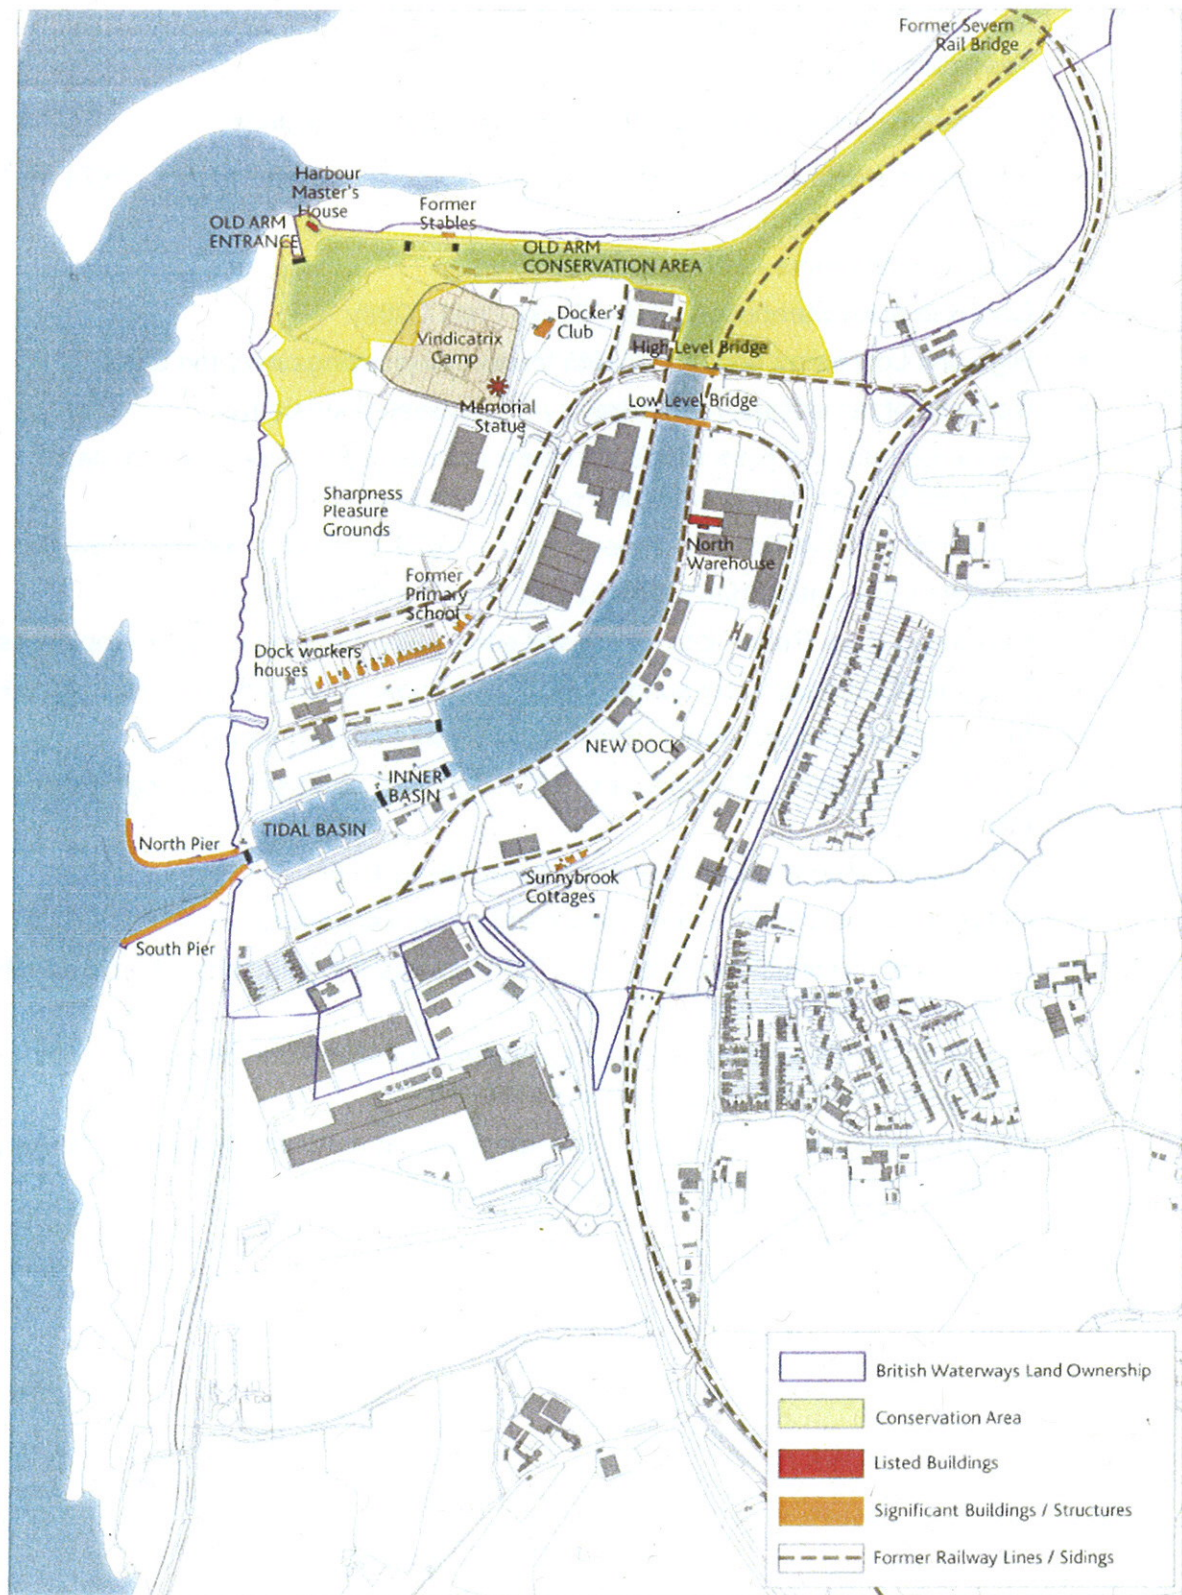 Former Severn
Rail Bridge
Harbour
Master's
House
OLD ARM
ENTRANCE
Former
Stables
OLD ARM
CONSERVATION AREA
Docker's
Club
Vindicatrix
Camp
High Level Bridge
Low Level Bridge
Memorial
Statue
Sharpness
Pleasure
Grounds
North
Warehouse
Former
Primary
School
Dock workers'
houses
NEW DOCK
INNER
BASIN
TIDAL BASIN
North Pier
Sunnybrook
Cottages
South Pier
British Waterways Land Ownership
Conservation Area
Listed Buildings
Significant Buildings / Structures
Former Railway Lines / Sidings